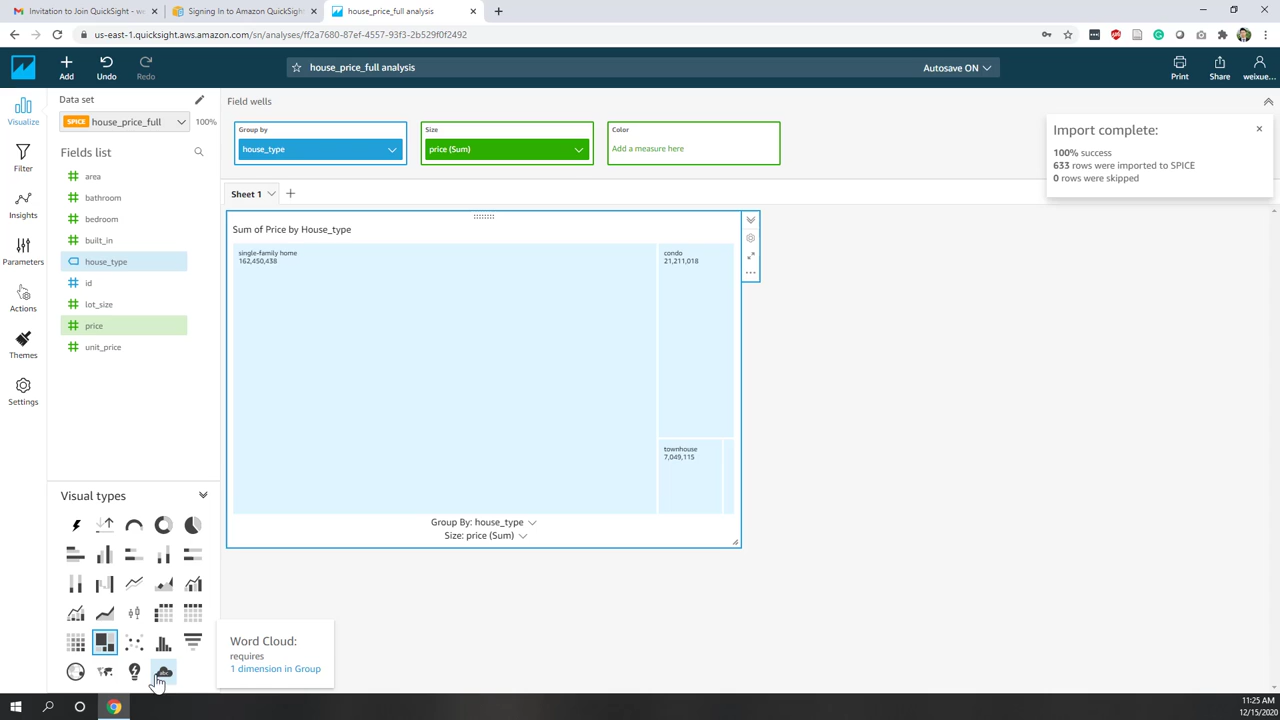 Invitation to Join QuickSight - we
Signing In to Amazon QuickSight
house_price_full analysis
us-east-1.quicksight.aws.amazon.com/sn/analyses/ff2a7680-87ef-4557-93f3-2b529f0f2492
Add
Undo
Redo
house_price_full analysis
Autosave ON
Print
Share
weixue...
Visualize
Filter
Insights
Parameters
Actions
Themes
Settings
Data set
SPICE house_price_full 100%
Fields list
area
bathroom
bedroom
built_in
house_type
id
lot_size
price
unit_price
Visual types
Field wells
Group by
house_type
Size
price (Sum)
Color
Add a measure here
Import complete:
100% success
633 rows were imported to SPICE
0 rows were skipped
Sheet 1
Sum of Price by House_type
single-family home
162,450,438
condo
21,211,018
townhouse
7,049,115
Group By: house_type
Size: price (Sum)
Word Cloud:
requires
1 dimension in Group
abc
11:25 AM
12/15/2020